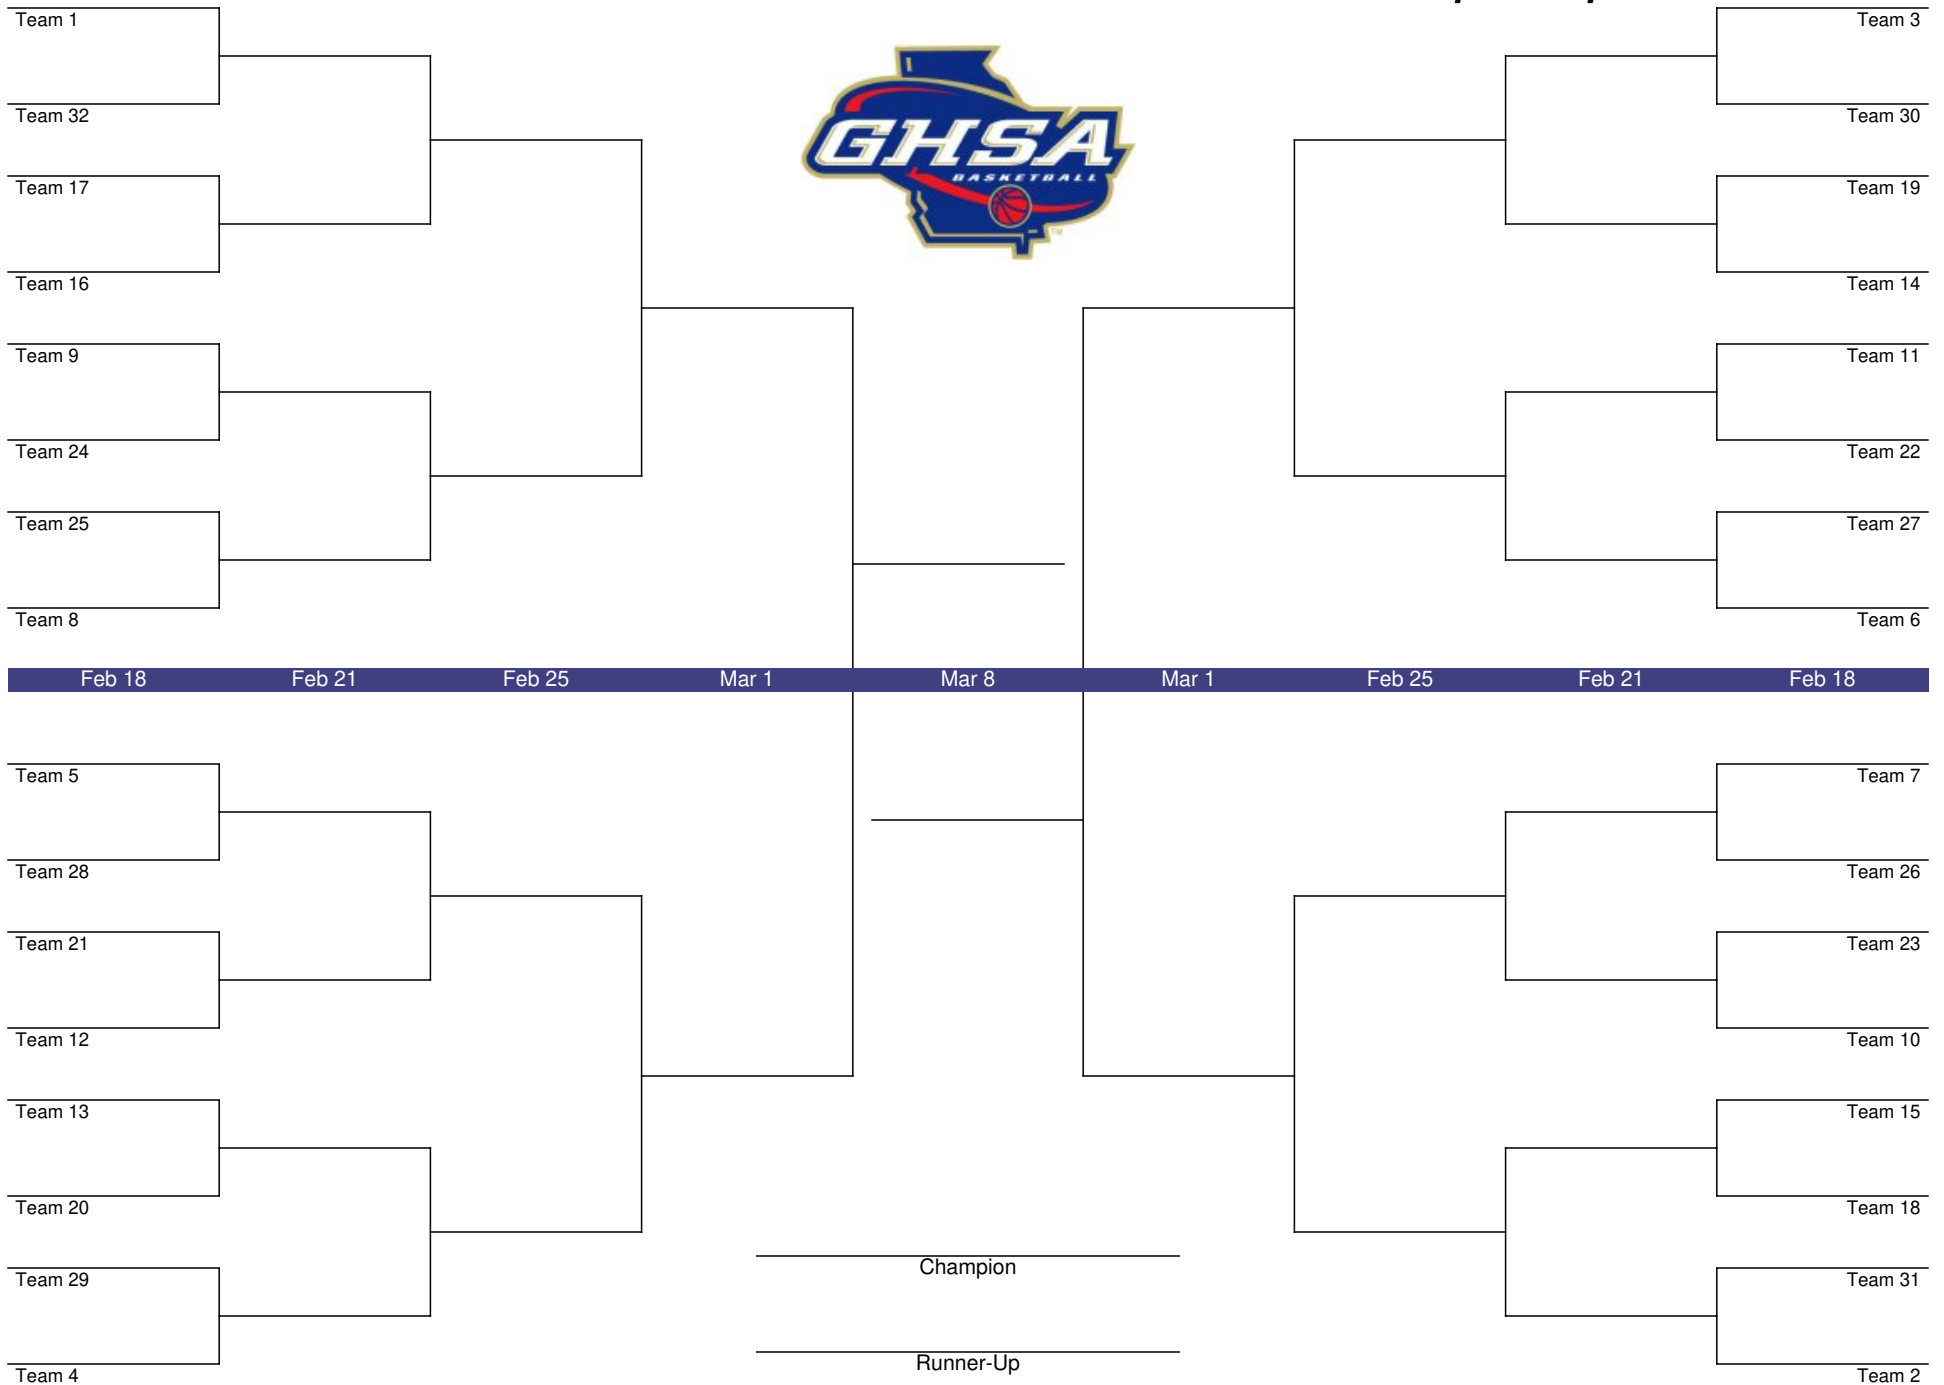 Team 1
Team 32
Team 17
Team 16
Team 9
Team 24
Team 25
Team 8
GHSA
BASKETBALL
TM
Team 3
Team 30
Team 19
Team 14
Team 11
Team 22
Team 27
Team 6
Feb 18 Feb 21 Feb 25 Mar 1 Mar 8 Mar 1 Feb 25 Feb 21 Feb 18
Team 5
Team 28
Team 21
Team 12
Team 13
Team 20
Team 29
Team 4
Champion
Runner-Up
Team 7
Team 26
Team 23
Team 10
Team 15
Team 18
Team 31
Team 2